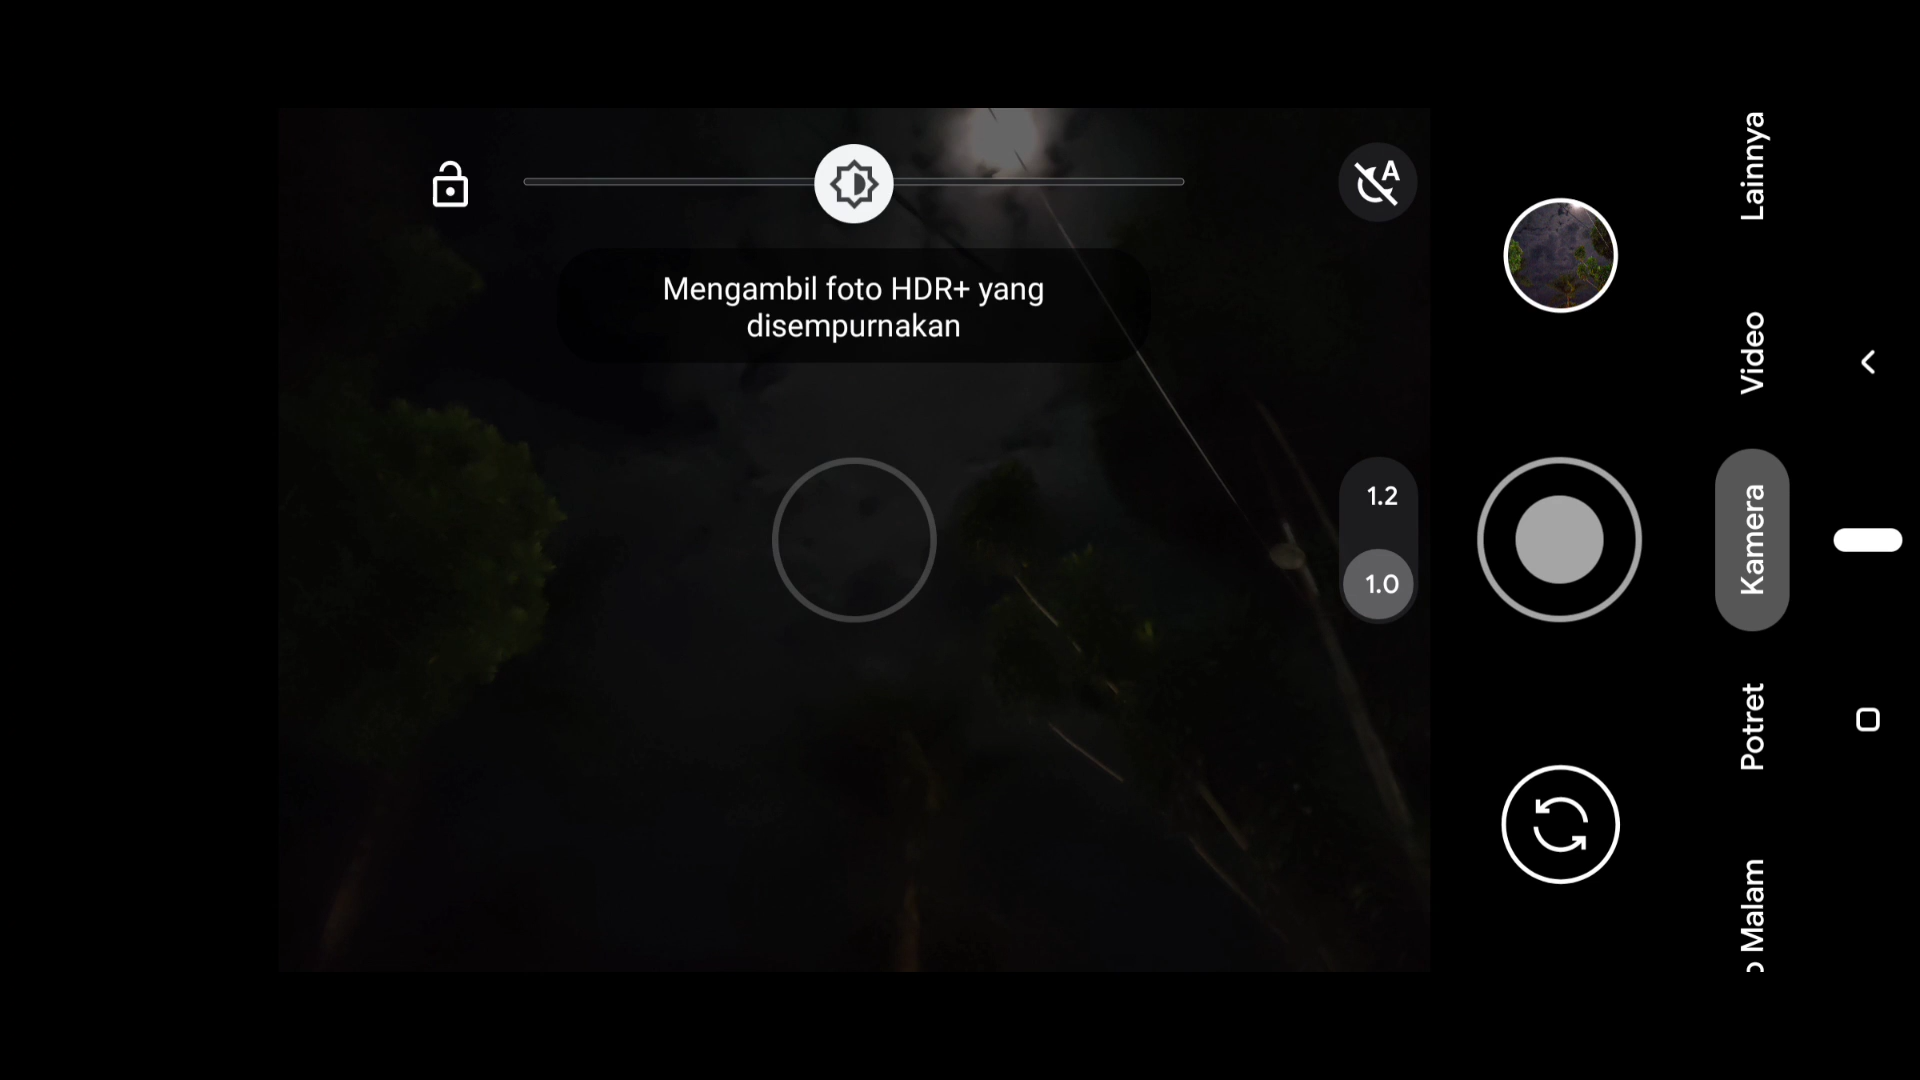 Mengambil foto HDR+ yang
disempurnakan
A
1.2
1.0
Lainnya
Video
Kamera
Potret
Malam